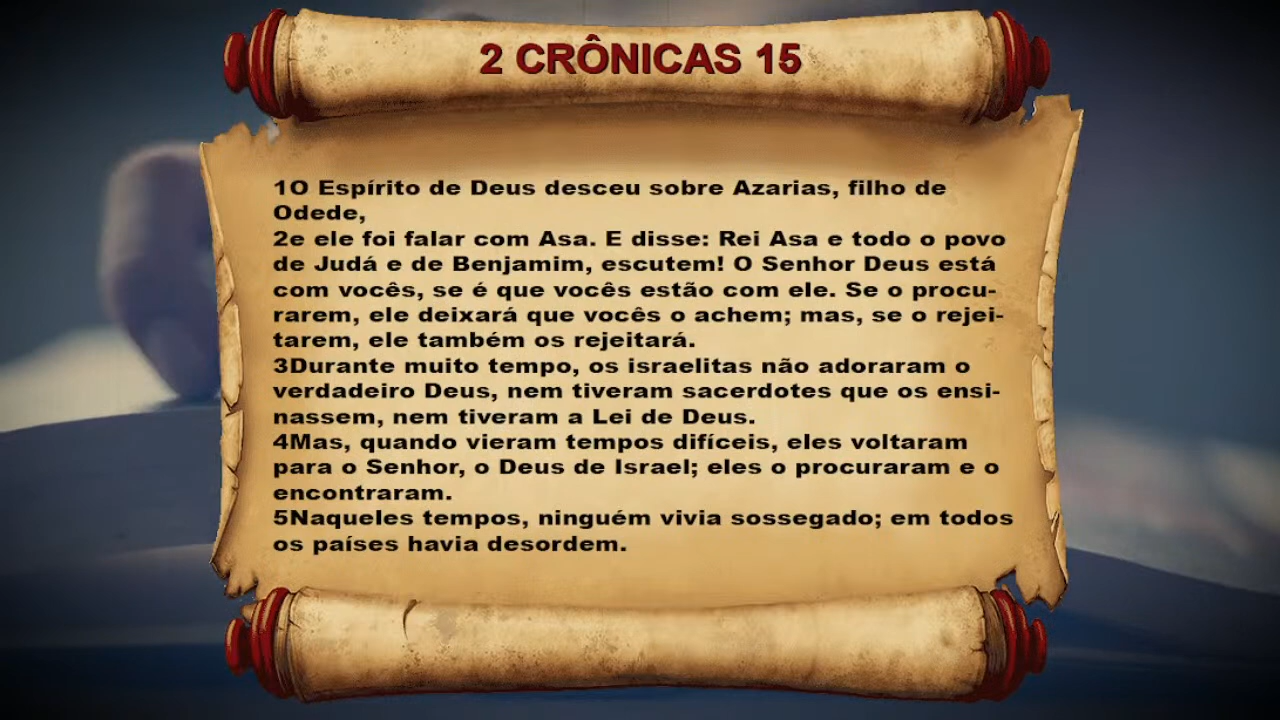 2 CRÔNICAS 15
1O Espírito de Deus desceu sobre Azarias, filho de
Odede,
2e ele foi falar com Asa. E disse: Rei Asa e todo o povo
de Judá e de Benjamim, escutem! O Senhor Deus está
com vocês, se é que vocês estão com ele. Se o procu-
rarem, ele deixará que vocês o achem; mas, se o rejei-
tarem, ele também os rejeitará.
3Durante muito tempo, os israelitas não adoraram o
verdadeiro Deus, nem tiveram sacerdotes que os ensi-
nassem, nem tiveram a Lei de Deus.
4Mas, quando vieram tempos difíceis, eles voltaram
para o Senhor, o Deus de Israel; eles o procuraram e o
encontraram.
5Naqueles tempos, ninguém vivia sossegado; em todos
os países havia desordem.